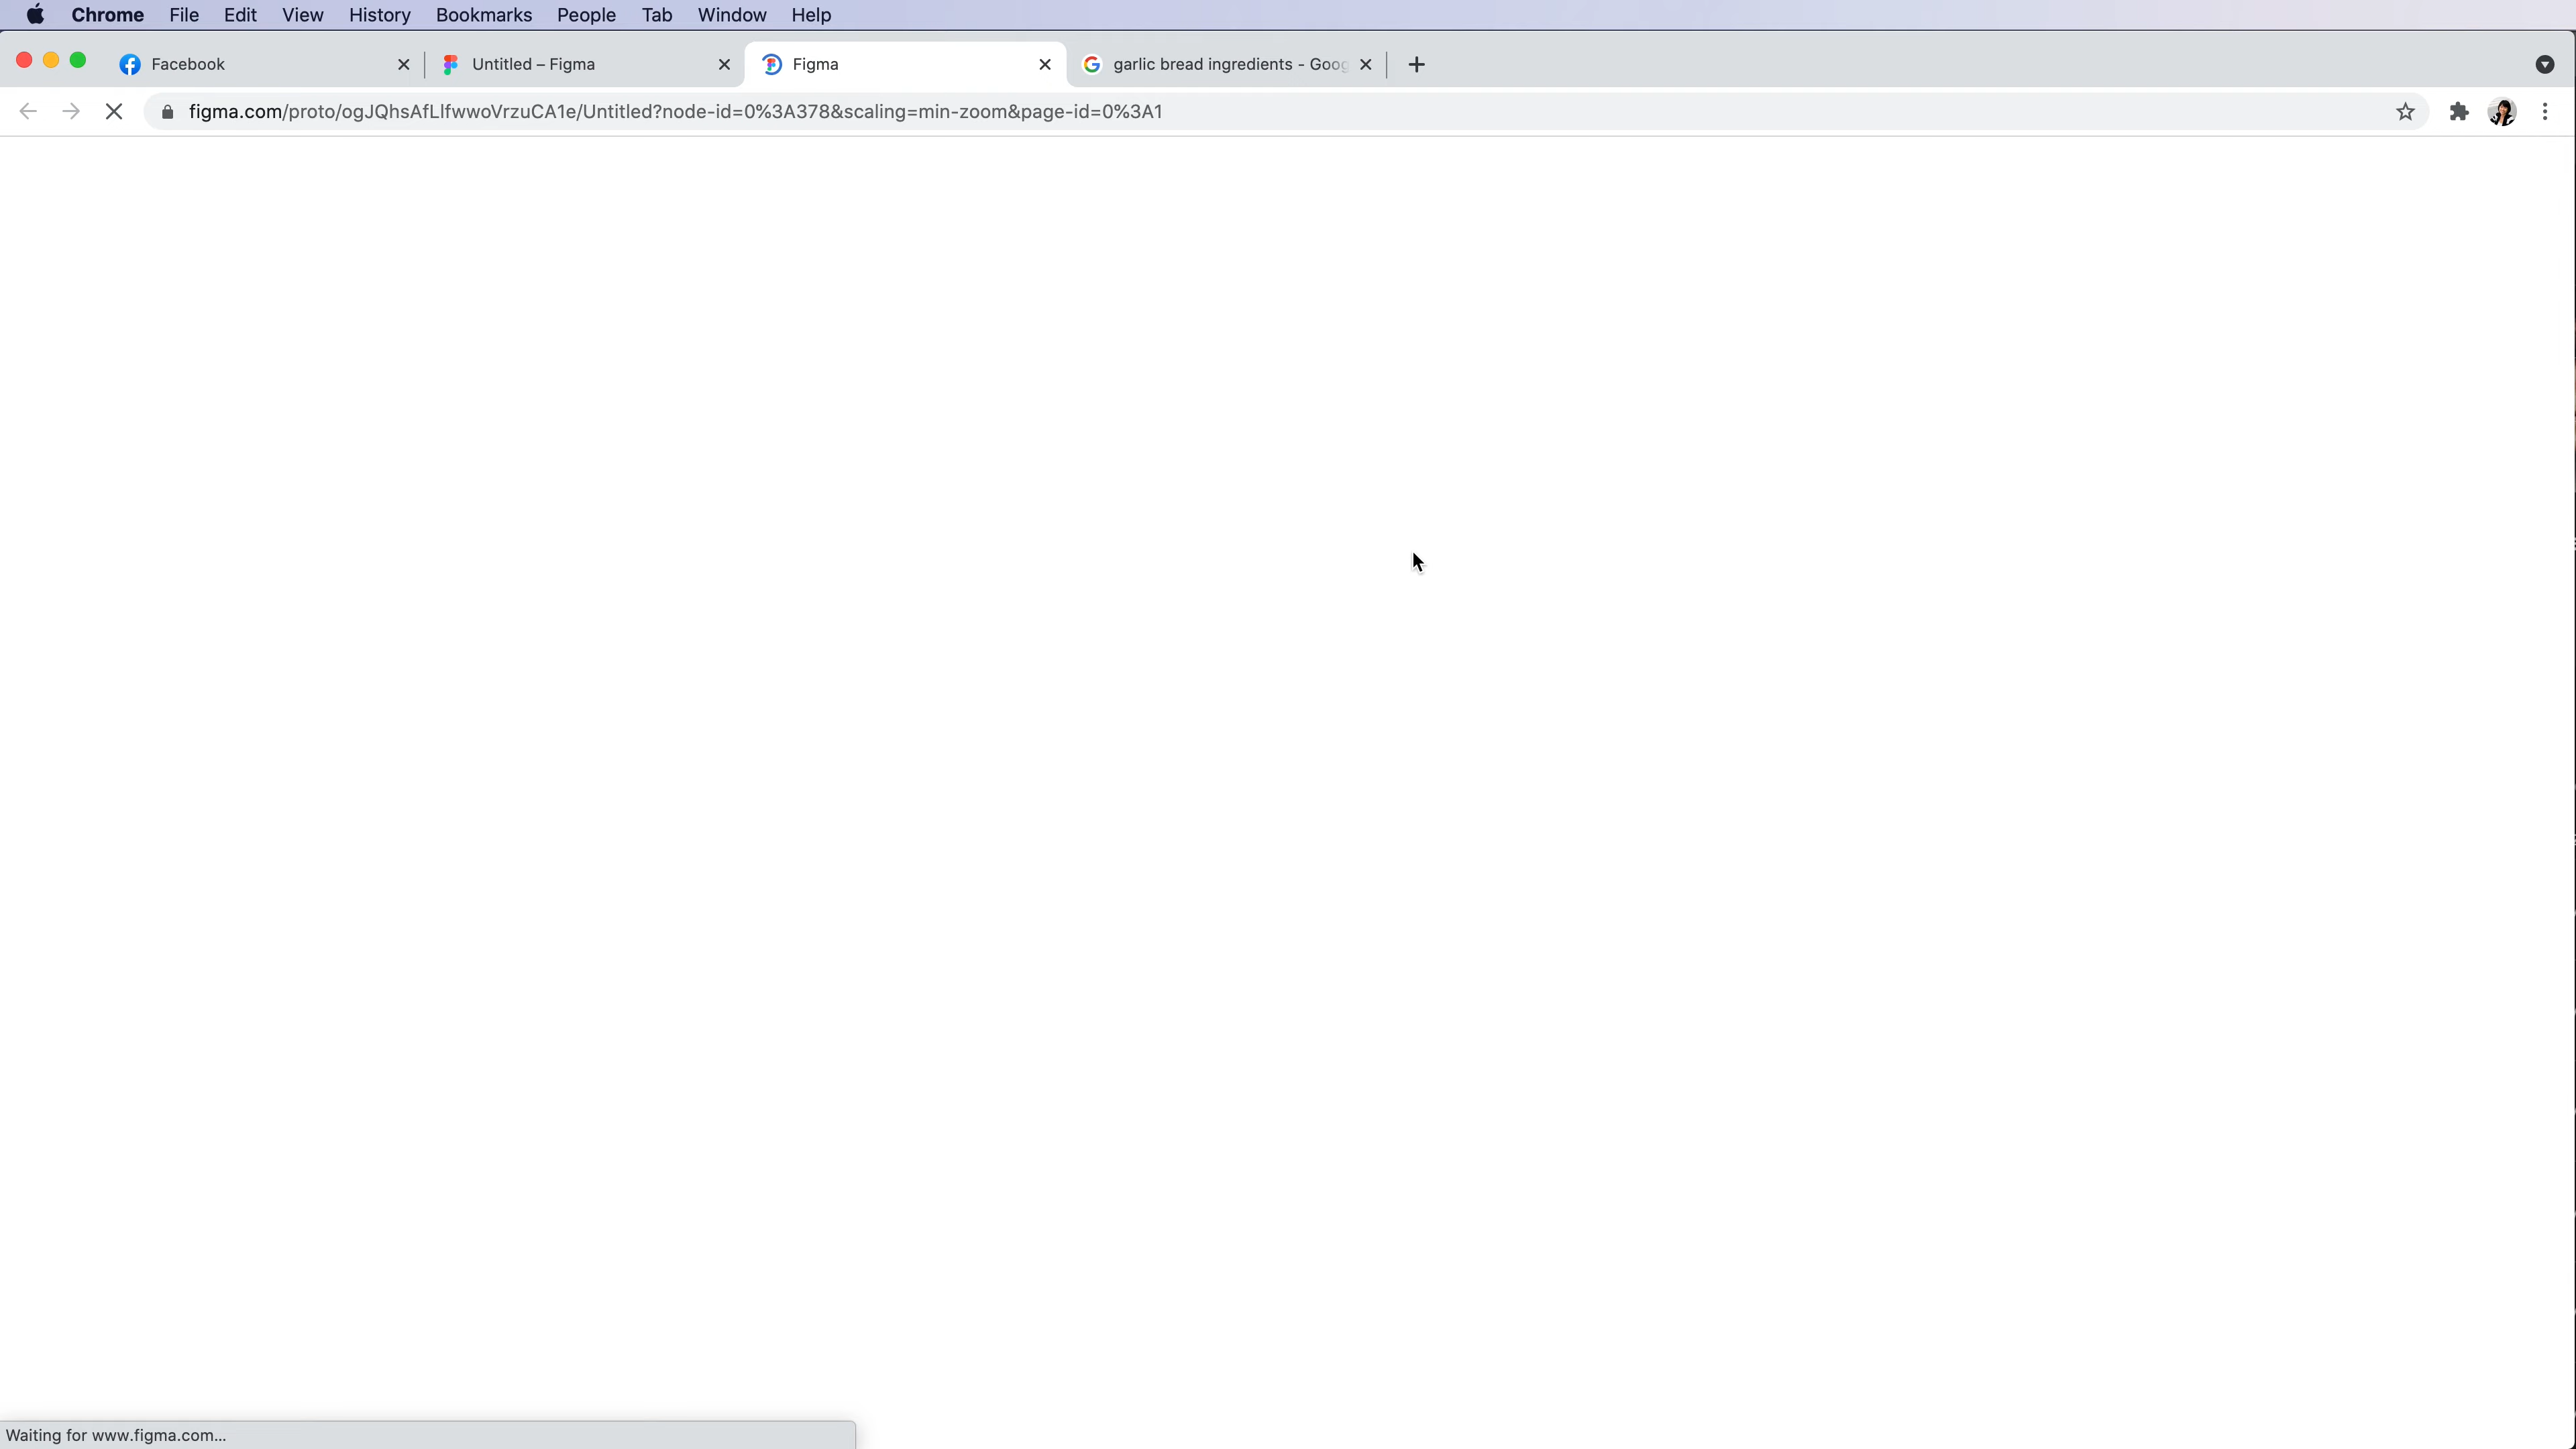 Chrome File Edit View History Bookmarks People Tab Window Help
Facebook Untitled – Figma Figma garlic bread ingredients - Goog
figma.com/proto/ogJQhsAfLlfwwoVrzuCA1e/Untitled?node-id=0%3A378&scaling=min-zoom&page-id=0%3A1
Waiting for www.figma.com...